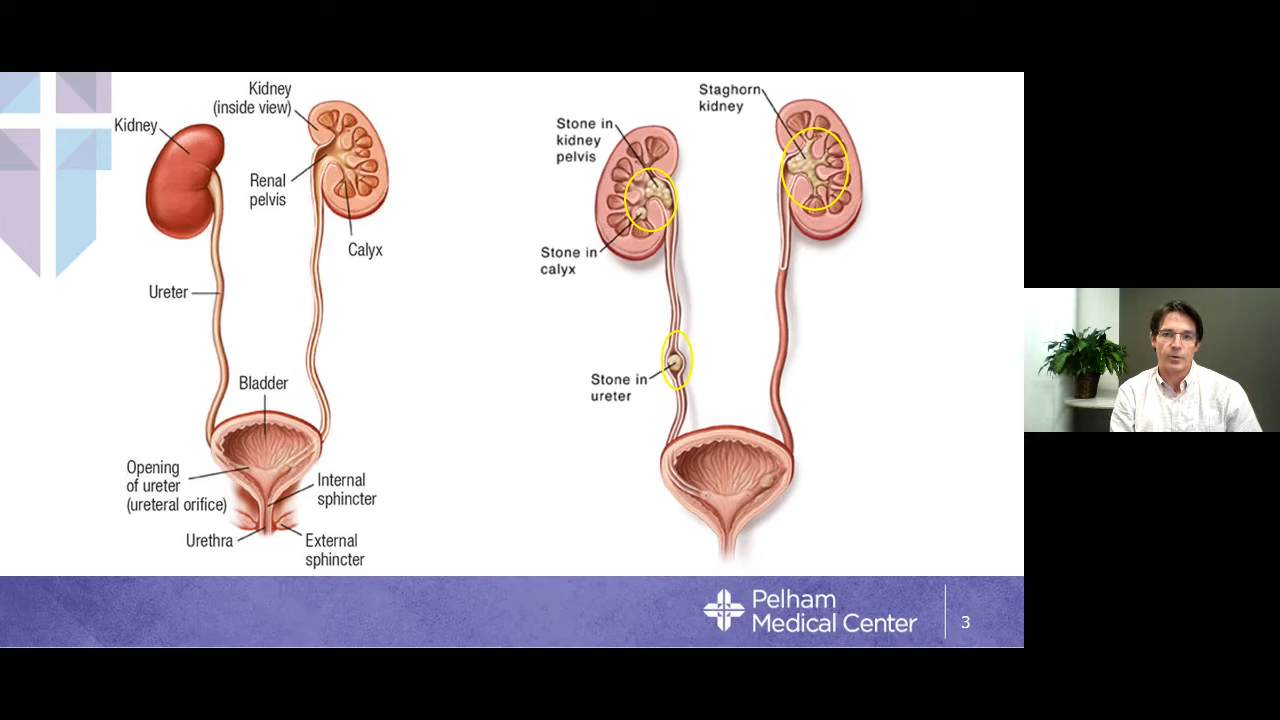 Kidney
(inside view)
Kidney
Renal
pelvis
Calyx
Ureter
Bladder
Opening
of ureter
(ureteral orifice)
Internal
sphincter
Urethra
External
sphincter
Staghorn
kidney
Stone in
kidney
pelvis
Stone in
calyx
Stone in
ureter
Pelham
Medical Center
3